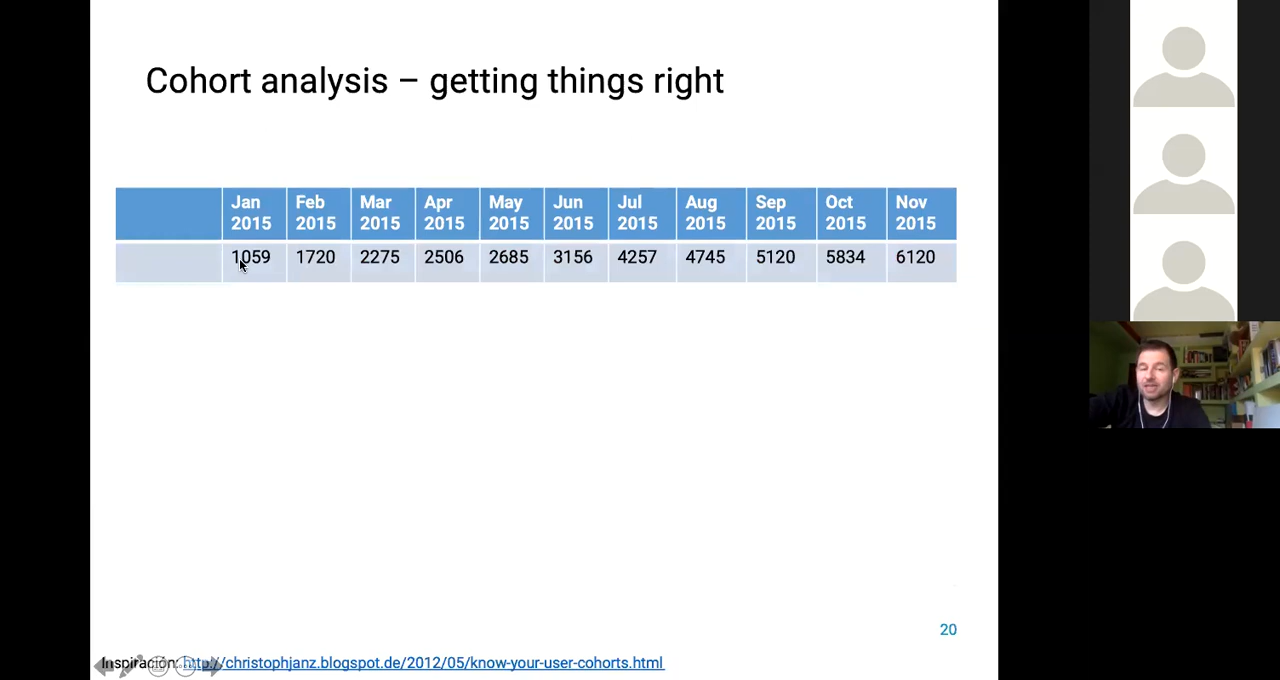 Cohort analysis – getting things right
Jan Feb Mar Apr May Jun Jul Aug Sep Oct Nov
2015 2015 2015 2015 2015 2015 2015 2015 2015 2015 2015
1059 1720 2275 2506 2685 3156 4257 4745 5120 5834 6120
20
Inspiración: http://christophjanz.blogspot.de/2012/05/know-your-user-cohorts.html